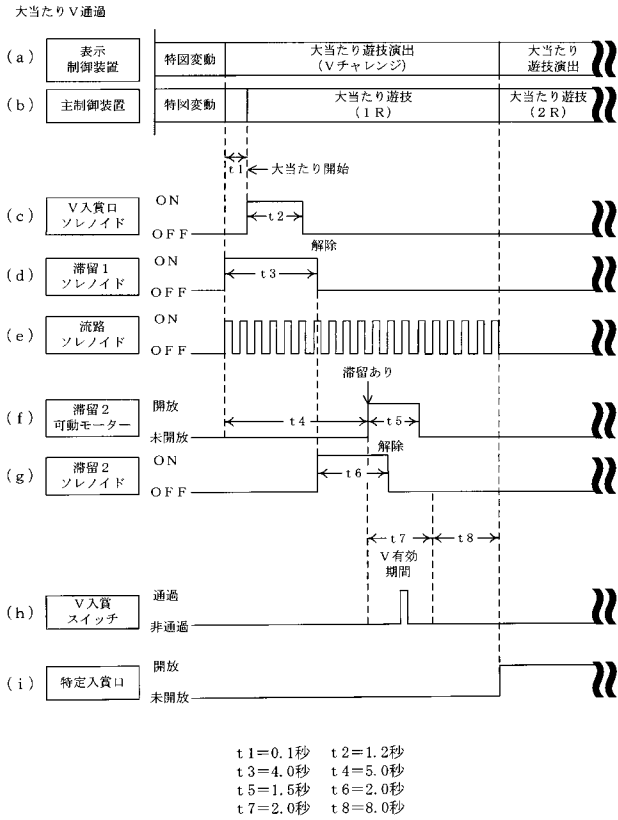 大当たりV通過
(a) 表示制御装置 特図変動 大当たり遊技演出(Vチャレンジ) 大当たり遊技演出
(b) 主制御装置 特図変動 大当たり遊技(1R) 大当たり遊技(2R)
t1 ← 大当たり開始
(c) V入賞口ソレノイド ON OFF t2
解除
(d) 滞留1ソレノイド ON OFF t3
(e) 流路ソレノイド ON OFF
滞留あり
(f) 滞留2可動モーター 開放 未開放 t4 t5
解除
(g) 滞留2ソレノイド ON OFF t6
t7 t8
V有効期間
(h) V入賞スイッチ 通過 非通過
(i) 特定入賞口 開放 未開放
t1=0.1秒 t2=1.2秒
t3=4.0秒 t4=5.0秒
t5=1.5秒 t6=2.0秒
t7=2.0秒 t8=8.0秒